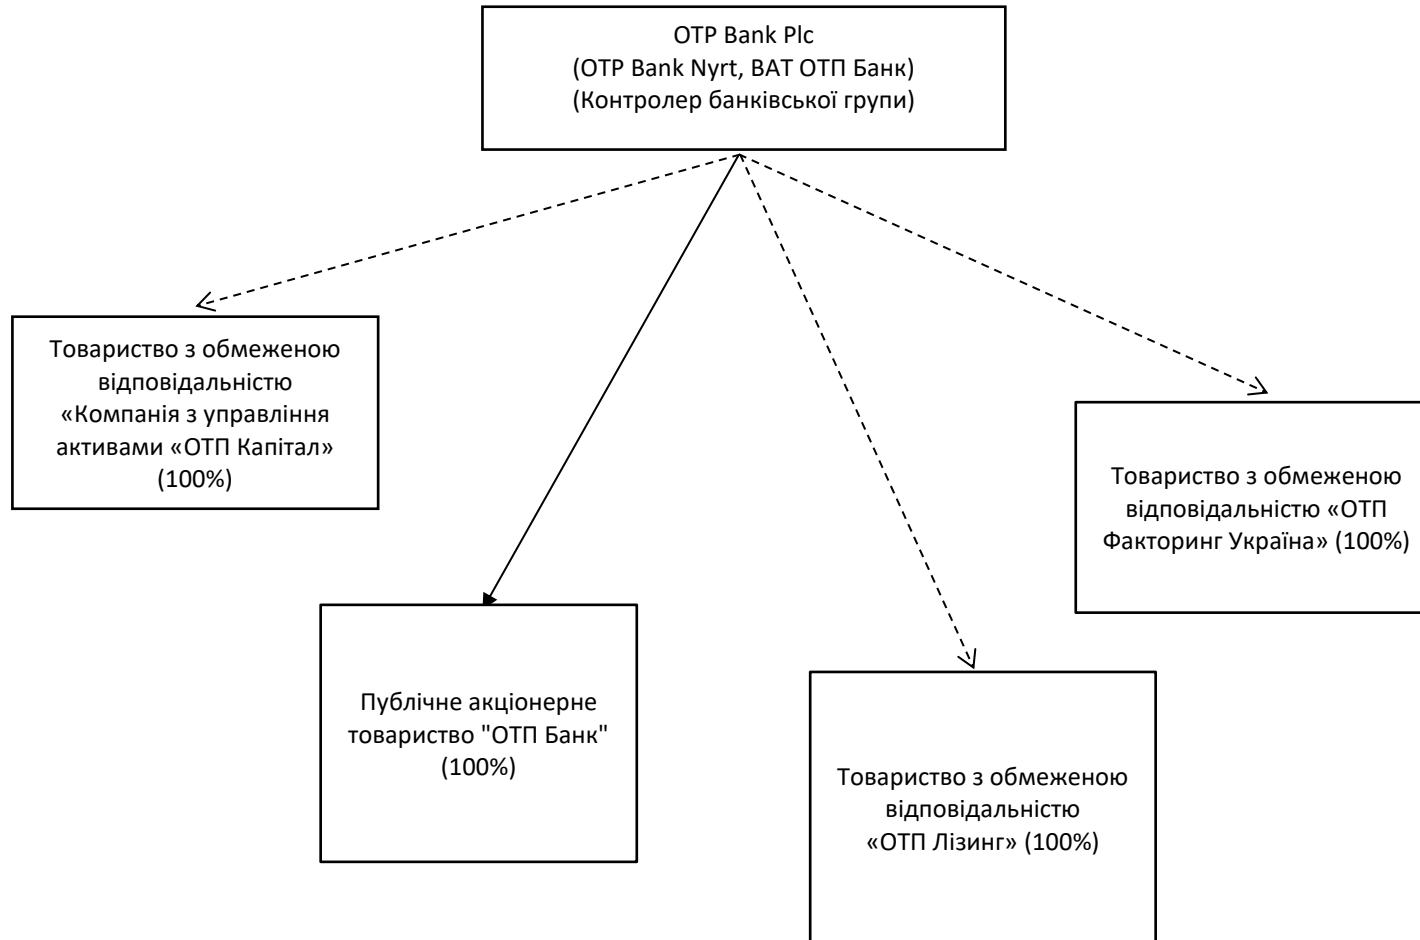 OTP Bank Plc
(OTP Bank Nyrt, ВАТ ОТП Банк)
(Контролер банківської групи)
Товариство з обмеженою
відповідальністю
«Компанія з управління
активами «ОТП Капітал»
(100%)
Товариство з обмеженою
відповідальністю «ОТП
Факторинг Україна» (100%)
Публічне акціонерне
товариство "ОТП Банк"
(100%)
Товариство з обмеженою
відповідальністю
«ОТП Лізинг» (100%)